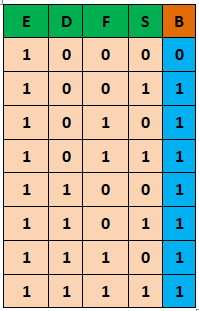 E D F S B
1 0 0 0 0
1 0 0 1 1
1 0 1 0 1
1 0 1 1 1
1 1 0 0 1
1 1 0 1 1
1 1 1 0 1
1 1 1 1 1